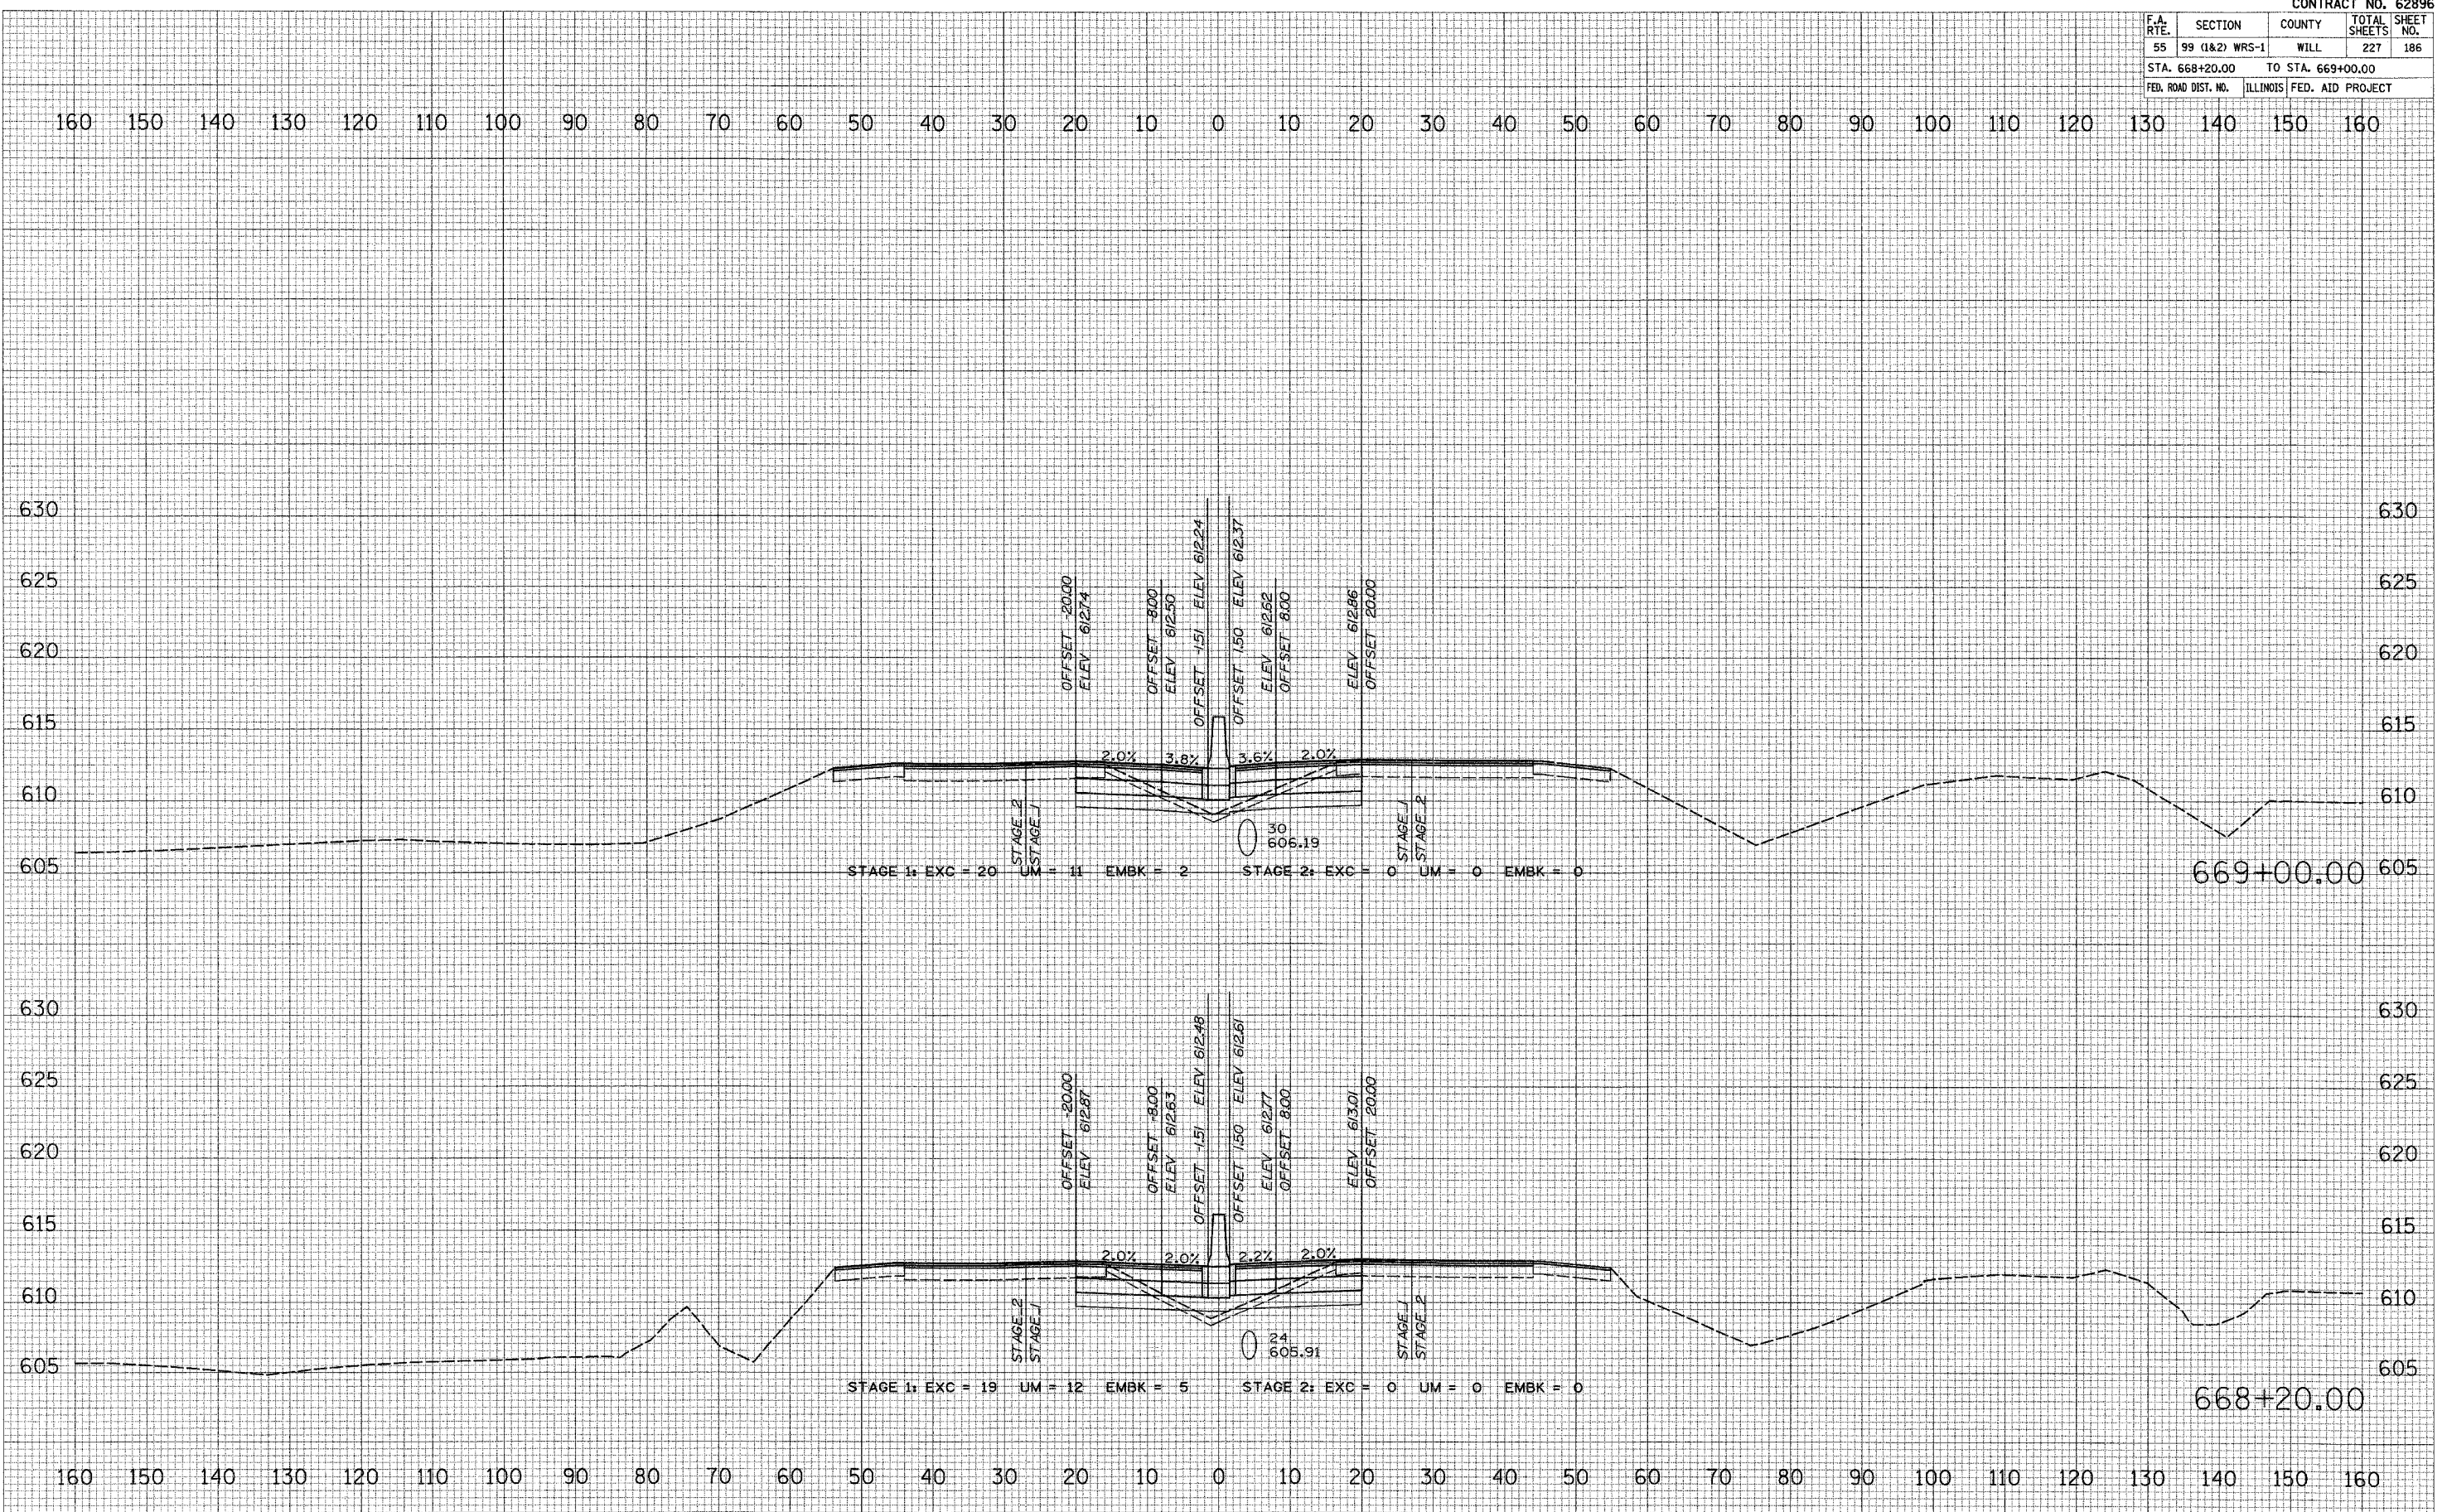 CONTRACT NO. 62896
F.A. RTE. SECTION COUNTY TOTAL SHEETS SHEET NO.
55 99 (1&2) WRS-1 WILL 227 186
STA. 668+20.00 TO STA. 669+00.00
FED. ROAD DIST. NO. ILLINOIS FED. AID PROJECT
160 150 140 130 120 110 100 90 80 70 60 50 40 30 20 10 0 10 20 30 40 50 60 70 80 90 100 110 120 130 140 150 160
630 630
625 625
620 620
615 615
610 610
605 605
OFFSET -20.00
ELEV 612.74
OFFSET -8.00
ELEV 612.50
OFFSET -1.51 ELEV 612.24
OFFSET 1.50 ELEV 612.37
ELEV 612.62
OFFSET 8.00
ELEV 612.86
OFFSET 20.00
2.0% 3.8% 3.6% 2.0%
STAGE 2
STAGE 1
30
606.19
STAGE 1
STAGE 2
STAGE 1: EXC = 20 UM = 11 EMBK = 2 STAGE 2: EXC = 0 UM = 0 EMBK = 0
669+00.00
630 630
625 625
620 620
615 615
610 610
605 605
OFFSET -20.00
ELEV 612.87
OFFSET -8.00
ELEV 612.63
OFFSET -1.51 ELEV 612.48
OFFSET 1.50 ELEV 612.61
ELEV 612.77
OFFSET 8.00
ELEV 613.01
OFFSET 20.00
2.0% 2.0% 2.2% 2.0%
STAGE 2
STAGE 1
24
605.91
STAGE 1
STAGE 2
STAGE 1: EXC = 19 UM = 12 EMBK = 5 STAGE 2: EXC = 0 UM = 0 EMBK = 0
668+20.00
160 150 140 130 120 110 100 90 80 70 60 50 40 30 20 10 0 10 20 30 40 50 60 70 80 90 100 110 120 130 140 150 160